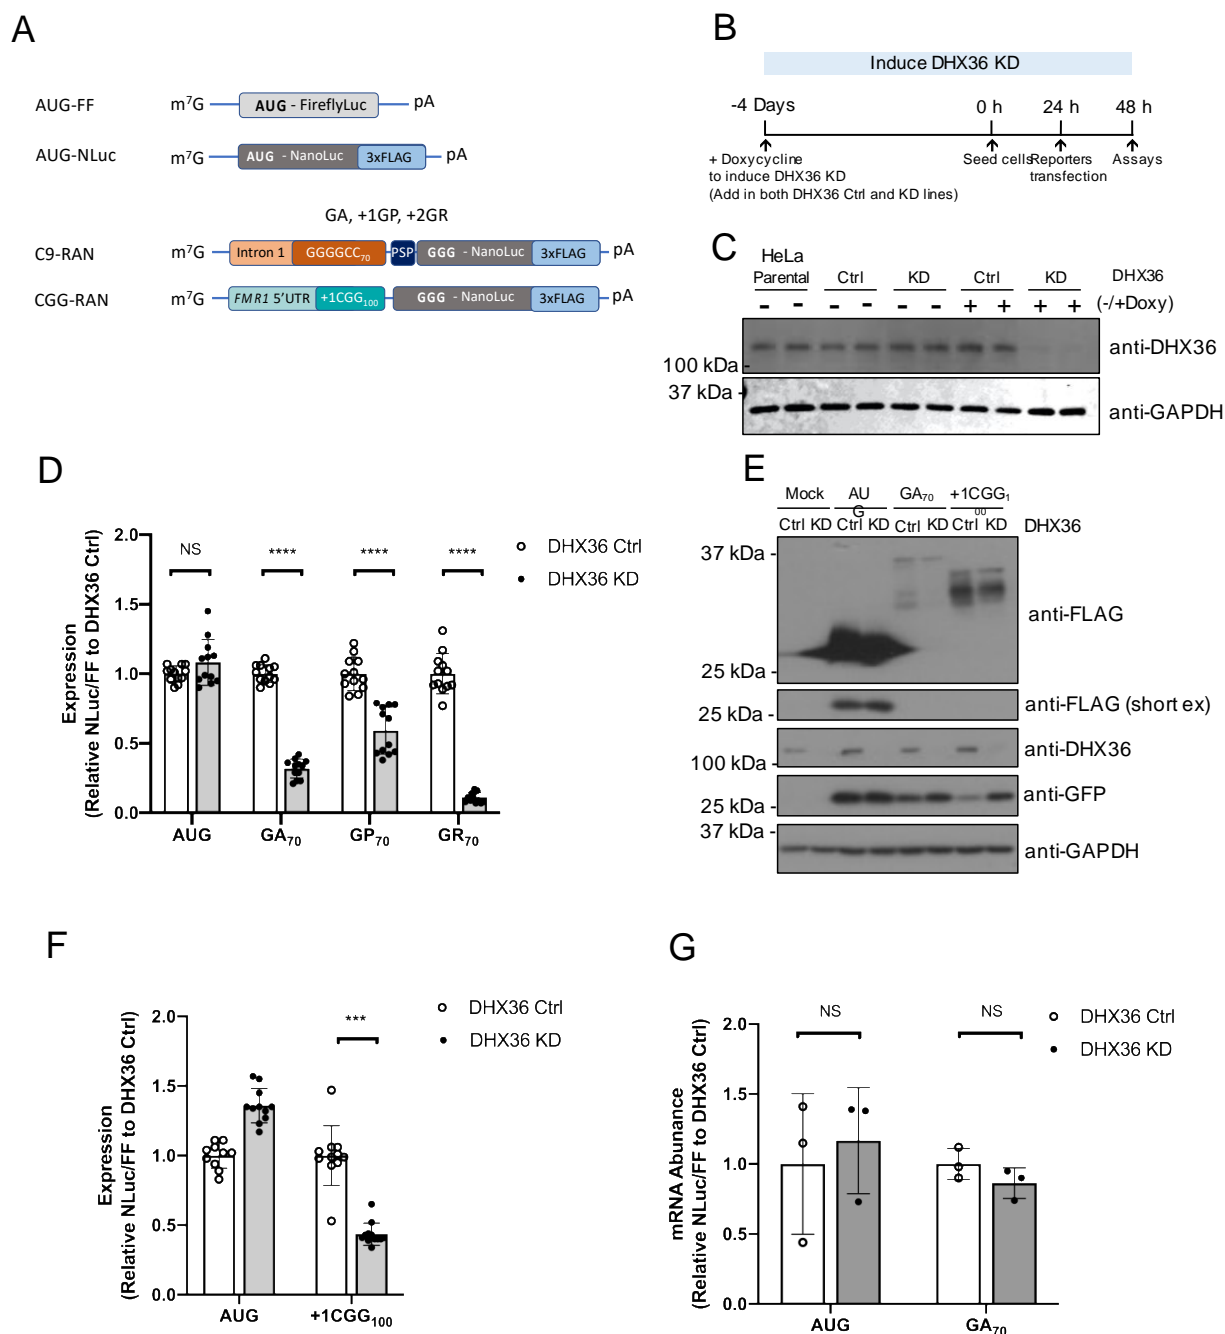 A
AUG-FF
m⁷G
AUG - FireflyLuc
pA
AUG-NLuc
m⁷G
AUG - NanoLuc
3xFLAG
pA
GA, +1GP, +2GR
C9-RAN
m⁷G
Intron 1
GGGGCC₇₀
PSP
GGG - NanoLuc
3xFLAG
pA
CGG-RAN
m⁷G
FMR1 5'UTR
+1CGG₁₀₀
GGG - NanoLuc
3xFLAG
pA
B
Induce DHX36 KD
-4 Days
0 h
24 h
48 h
+ Doxycycline
to induce DHX36 KD
(Add in both DHX36 Ctrl and KD lines)
Seed cells
Reporters
transfection
Assays
C
HeLa
Parental
Ctrl
KD
Ctrl
KD
DHX36
- - - - - - + + + +
(-/+Doxy)
100 kDa -
anti-DHX36
37 kDa -
anti-GAPDH
D
Expression
(Relative NLuc/FF to DHX36 Ctrl)
2.0
1.5
1.0
0.5
0.0
NS
****
****
****
DHX36 Ctrl
DHX36 KD
AUG
GA₇₀
GP₇₀
GR₇₀
E
Mock
AU
G
GA₇₀
+1CGG₁
₀₀
Ctrl KD
Ctrl KD
Ctrl KD
Ctrl KD
DHX36
37 kDa -
anti-FLAG
25 kDa -
25 kDa -
anti-FLAG (short ex)
anti-DHX36
100 kDa -
anti-GFP
25 kDa -
37 kDa -
anti-GAPDH
F
Expression
(Relative NLuc/FF to DHX36 Ctrl)
2.0
1.5
1.0
0.5
0.0
***
DHX36 Ctrl
DHX36 KD
AUG
+1CGG₁₀₀
G
mRNA Abunance
(Relative NLuc/FF to DHX36 Ctrl)
2.0
1.5
1.0
0.5
0.0
NS
NS
DHX36 Ctrl
DHX36 KD
AUG
GA₇₀